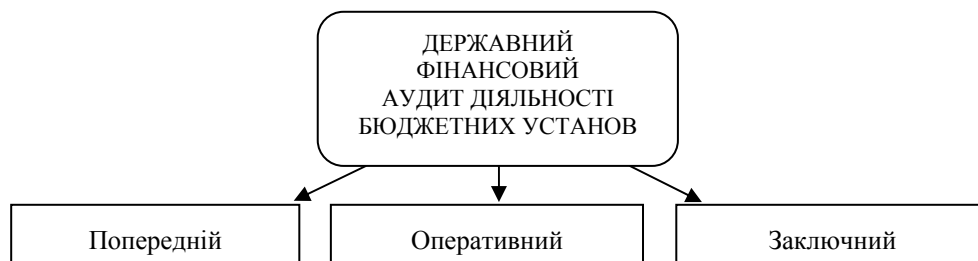 ДЕРЖАВНИЙ
ФІНАНСОВИЙ
АУДИТ ДІЯЛЬНОСТІ
БЮДЖЕТНИХ УСТАНОВ
Попередній
Оперативний
Заключний